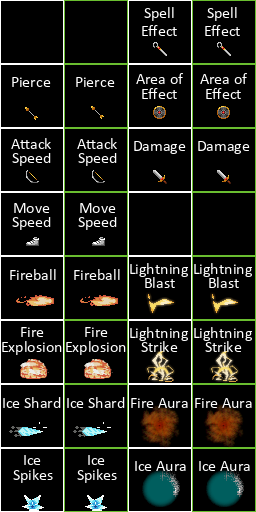 Spell
Effect
Spell
Effect
Pierce
Pierce
Area of
Effect
Area of
Effect
Attack
Speed
Attack
Speed
Damage
Damage
Move
Speed
Move
Speed
Fireball
Fireball
Lightning
Blast
Lightning
Blast
Fire
Explosion
Fire
Explosion
Lightning
Strike
Lightning
Strike
Ice Shard
Ice Shard
Fire Aura
Fire Aura
Ice
Spikes
Ice
Spikes
Ice Aura
Ice Aura